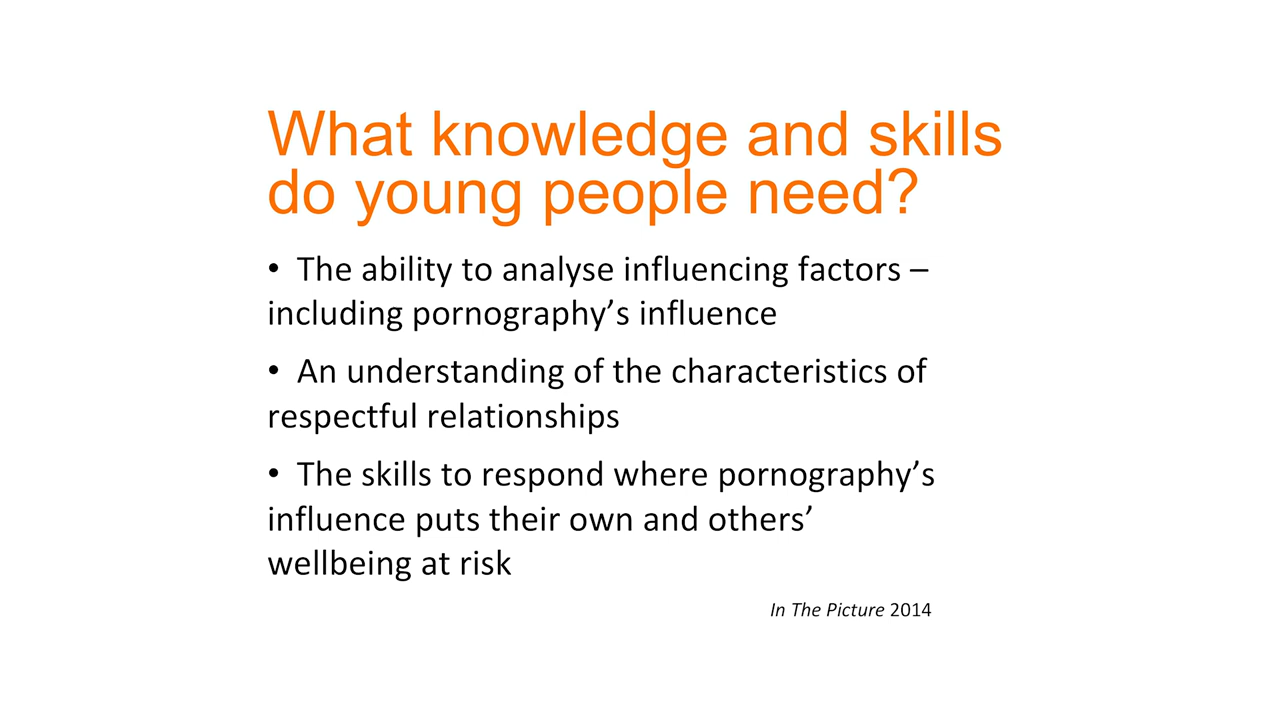 What knowledge and skills
do young people need?
• The ability to analyse influencing factors –
including pornography’s influence
• An understanding of the characteristics of
respectful relationships
• The skills to respond where pornography’s
influence puts their own and others’
wellbeing at risk
In The Picture 2014